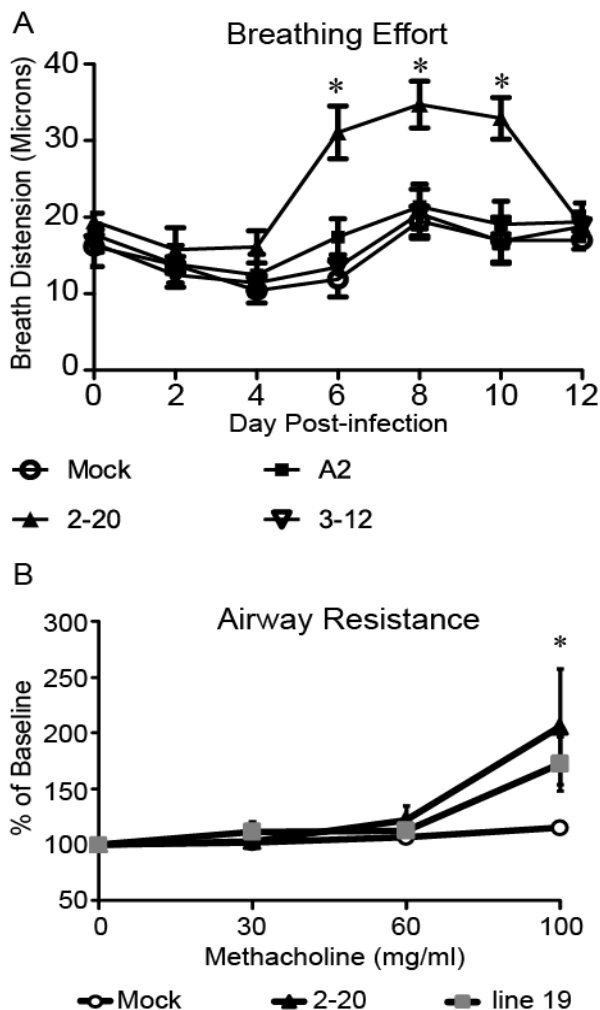 A
Breathing Effort
Breath Distension (Microns)
40
30
20
10
0
* * *
0 2 4 6 8 10 12
Day Post-infection
Mock A2
2-20 3-12
B
Airway Resistance
% of Baseline
300
250
200
150
100
50
*
0 30 60 100
Methacholine (mg/ml)
Mock 2-20 line 19